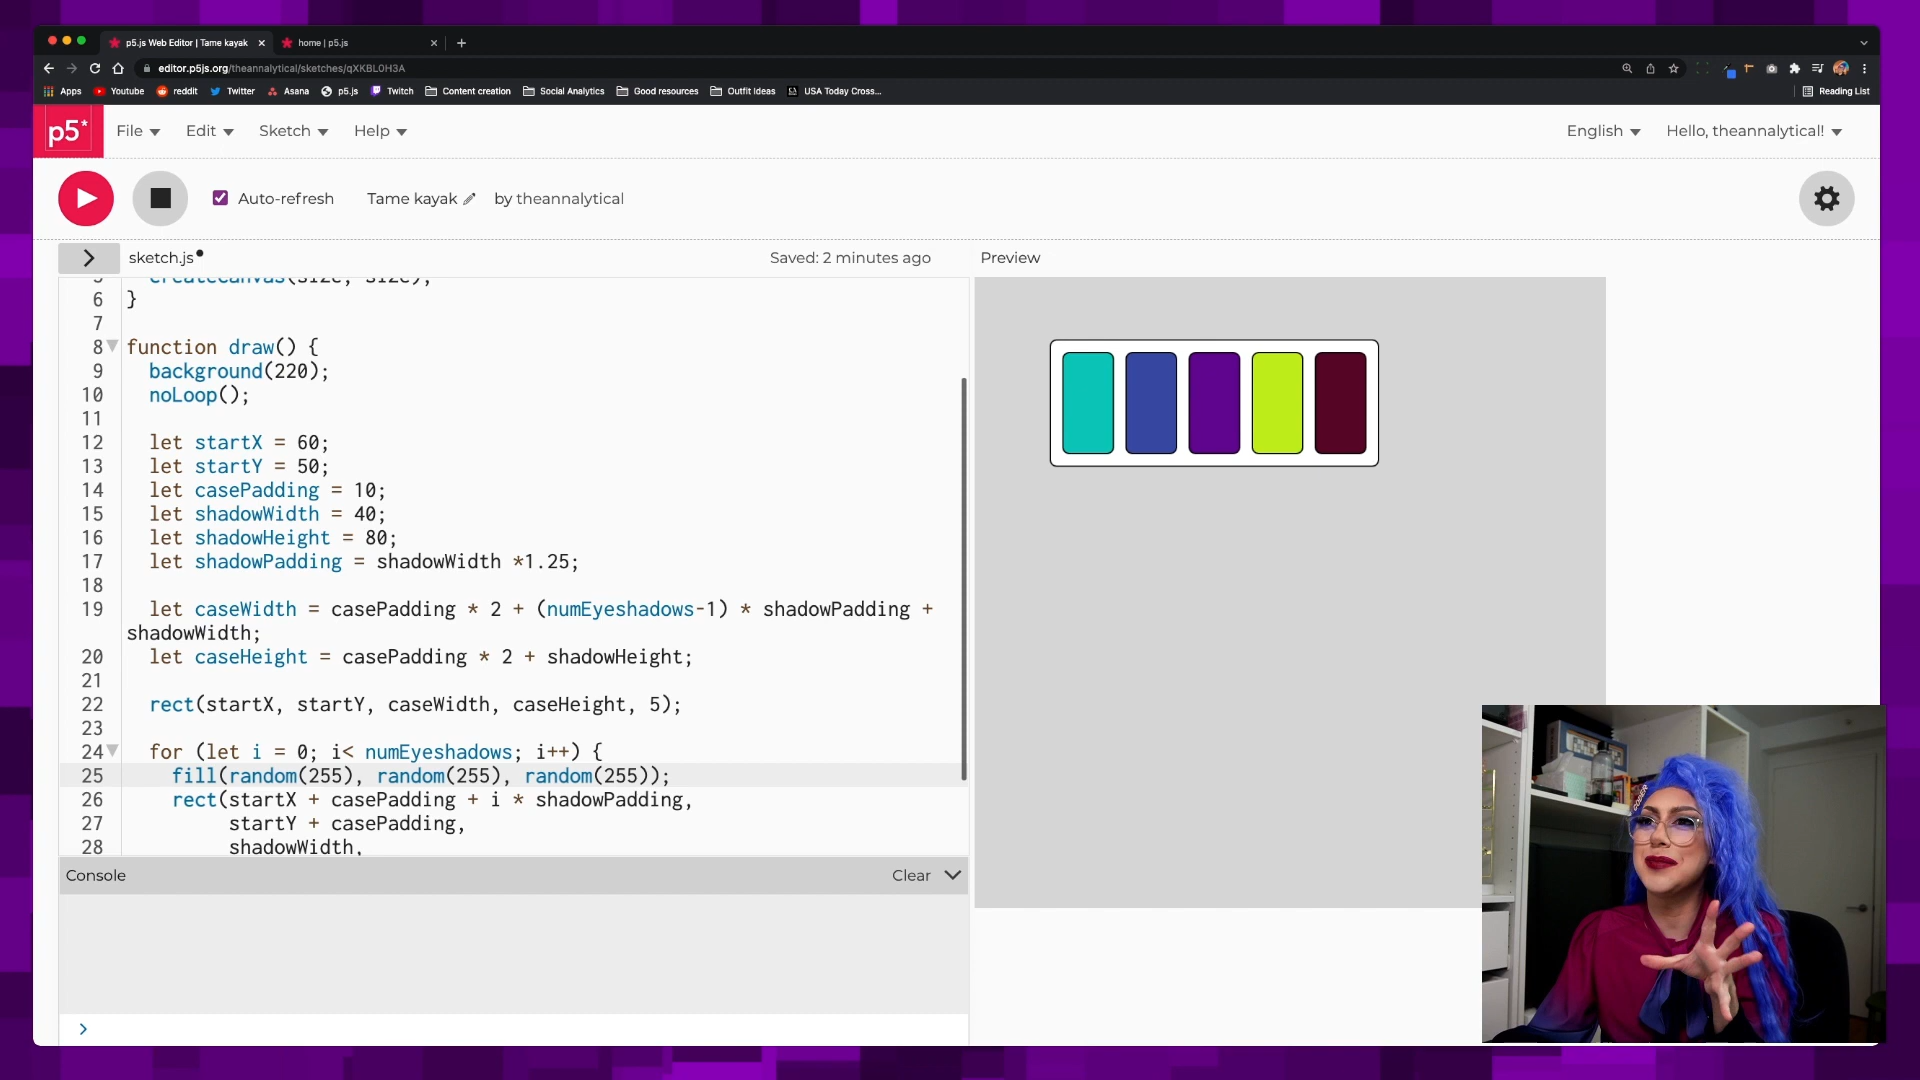 p5.js Web Editor | Tame kayak
home | p5.js
editor.p5js.org/theannalytical/sketches/qXKBL0H3A
Apps
Youtube
reddit
Twitter
Asana
p5.js
Twitch
Content creation
Social Analytics
Good resources
Outfit Ideas
USA Today Cross...
Reading List
p5*
File
Edit
Sketch
Help
English
Hello, theannalytical!
Auto-refresh
Tame kayak
by theannalytical
sketch.js
Saved: 2 minutes ago
Preview
5 createCanvas(size, size);
6 }
7
8 function draw() {
9 background(220);
10 noLoop();
11
12 let startX = 60;
13 let startY = 50;
14 let casePadding = 10;
15 let shadowWidth = 40;
16 let shadowHeight = 80;
17 let shadowPadding = shadowWidth *1.25;
18
19 let caseWidth = casePadding * 2 + (numEyeshadows-1) * shadowPadding +
shadowWidth;
20 let caseHeight = casePadding * 2 + shadowHeight;
21
22 rect(startX, startY, caseWidth, caseHeight, 5);
23
24 for (let i = 0; i< numEyeshadows; i++) {
25 fill(random(255), random(255), random(255));
26 rect(startX + casePadding + i * shadowPadding,
27 startY + casePadding,
28 shadowWidth,
Console
Clear
>